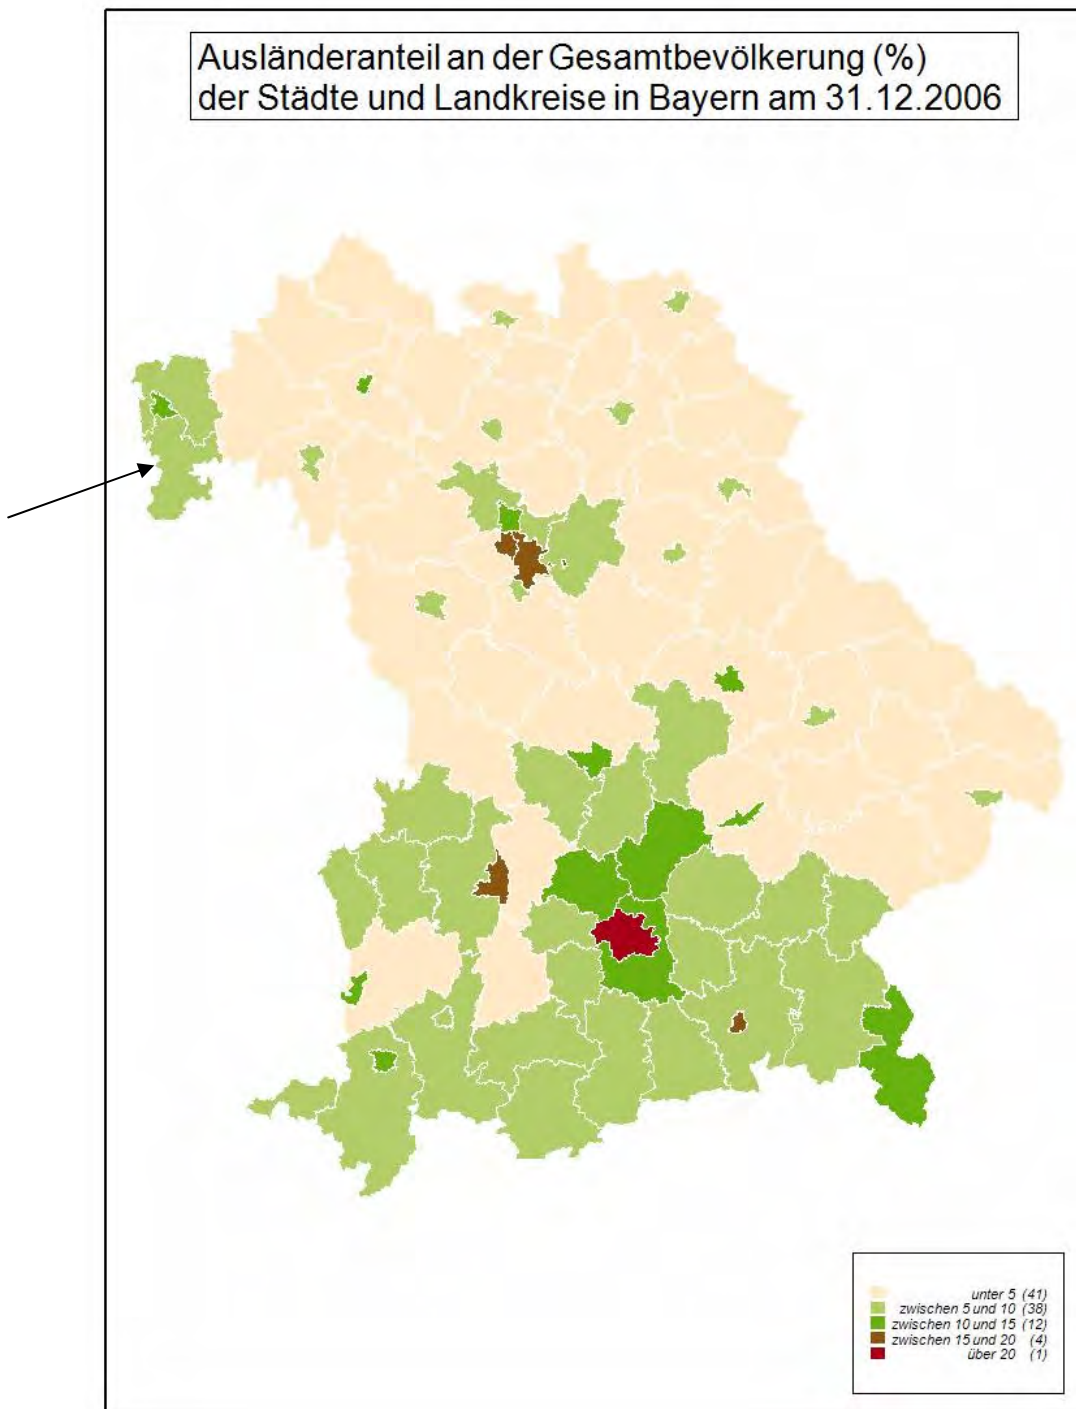 Ausländeranteil an der Gesamtbevölkerung (%)
der Städte und Landkreise in Bayern am 31.12.2006
unter 5 (41)
zwischen 5 und 10 (38)
zwischen 10 und 15 (12)
zwischen 15 und 20 (4)
über 20 (1)